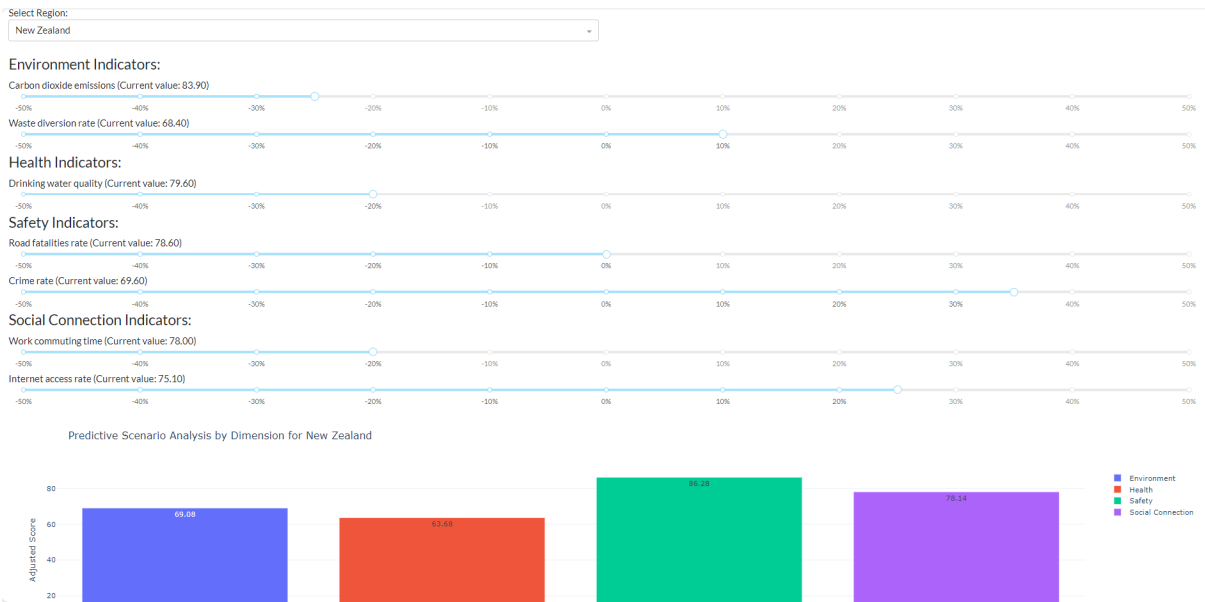 Select Region:
New Zealand
Environment Indicators:
Carbon dioxide emissions (Current value: 83.90)
-50% -40% -30% -20% -10% 0% 10% 20% 30% 40% 50%
Waste diversion rate (Current value: 68.40)
-50% -40% -30% -20% -10% 0% 10% 20% 30% 40% 50%
Health Indicators:
Drinking water quality (Current value: 79.60)
-50% -40% -30% -20% -10% 0% 10% 20% 30% 40% 50%
Safety Indicators:
Road fatalities rate (Current value: 78.60)
-50% -40% -30% -20% -10% 0% 10% 20% 30% 40% 50%
Crime rate (Current value: 69.60)
-50% -40% -30% -20% -10% 0% 10% 20% 30% 40% 50%
Social Connection Indicators:
Work commuting time (Current value: 78.00)
-50% -40% -30% -20% -10% 0% 10% 20% 30% 40% 50%
Internet access rate (Current value: 75.10)
-50% -40% -30% -20% -10% 0% 10% 20% 30% 40% 50%
Predictive Scenario Analysis by Dimension for New Zealand
Adjusted Score
80
60
40
20
69.08
63.68
86.28
78.14
Environment
Health
Safety
Social Connection